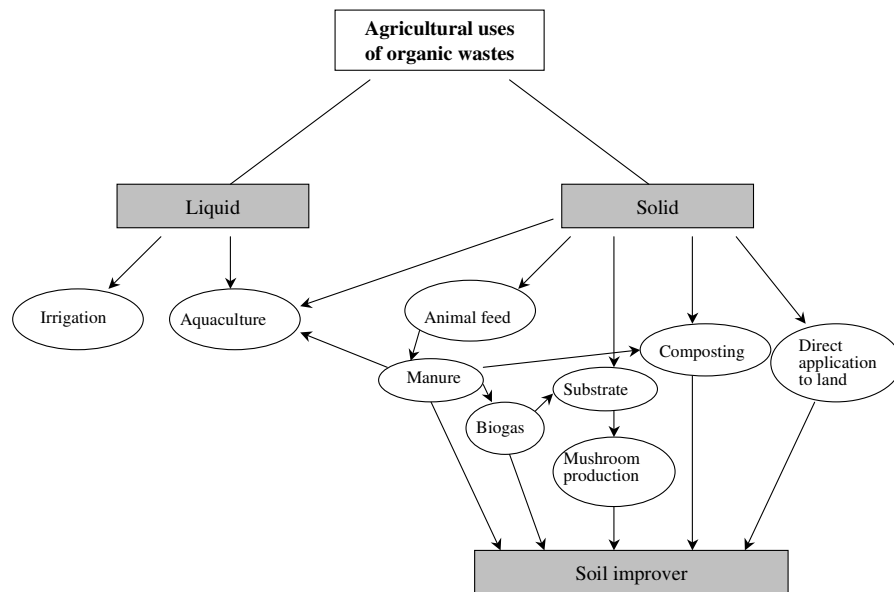 Agricultural uses
of organic wastes
Liquid
Solid
Irrigation
Aquaculture
Animal feed
Composting
Direct
application
to land
Manure
Substrate
Biogas
Mushroom
production
Soil improver